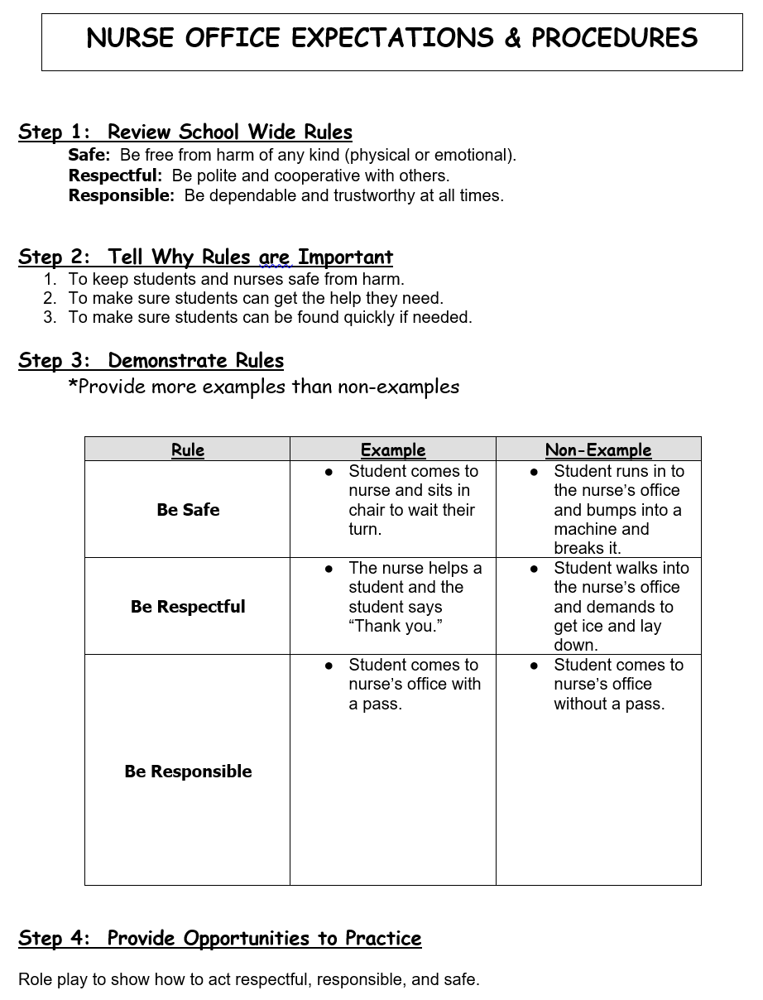 NURSE OFFICE EXPECTATIONS & PROCEDURES
Step 1:  Review School Wide Rules
Safe:  Be free from harm of any kind (physical or emotional).
Respectful:  Be polite and cooperative with others.
Responsible:  Be dependable and trustworthy at all times.
Step 2:  Tell Why Rules are Important
1. To keep students and nurses safe from harm.
2. To make sure students can get the help they need.
3. To make sure students can be found quickly if needed.
Step 3:  Demonstrate Rules
*Provide more examples than non-examples
Rule
Example
Non-Example
Be Safe
● Student comes to
nurse and sits in
chair to wait their
turn.
● Student runs in to
the nurse’s office
and bumps into a
machine and
breaks it.
Be Respectful
● The nurse helps a
student and the
student says
“Thank you.”
● Student walks into
the nurse’s office
and demands to
get ice and lay
down.
Be Responsible
● Student comes to
nurse’s office with
a pass.
● Student comes to
nurse’s office
without a pass.
Step 4:  Provide Opportunities to Practice
Role play to show how to act respectful, responsible, and safe.